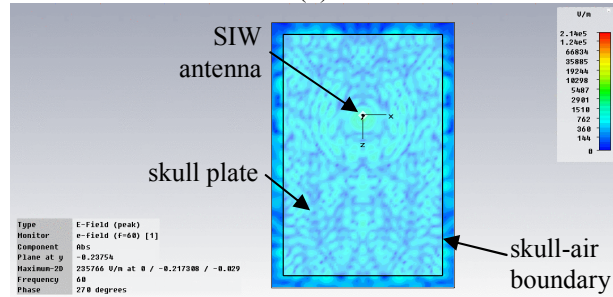 V/m
2.14e5
1.24e5
66834
35885
19244
10298
5487
2901
1510
762
360
144
0
SIW
antenna
x
z
skull plate
skull-air
boundary
Type E-Field (peak)
Monitor e-field (f=60) [1]
Component Abs
Plane at y -0.23754
Maximum-2D 235766 V/m at 0 / -0.217308 / -0.029
Frequency 60
Phase 270 degrees